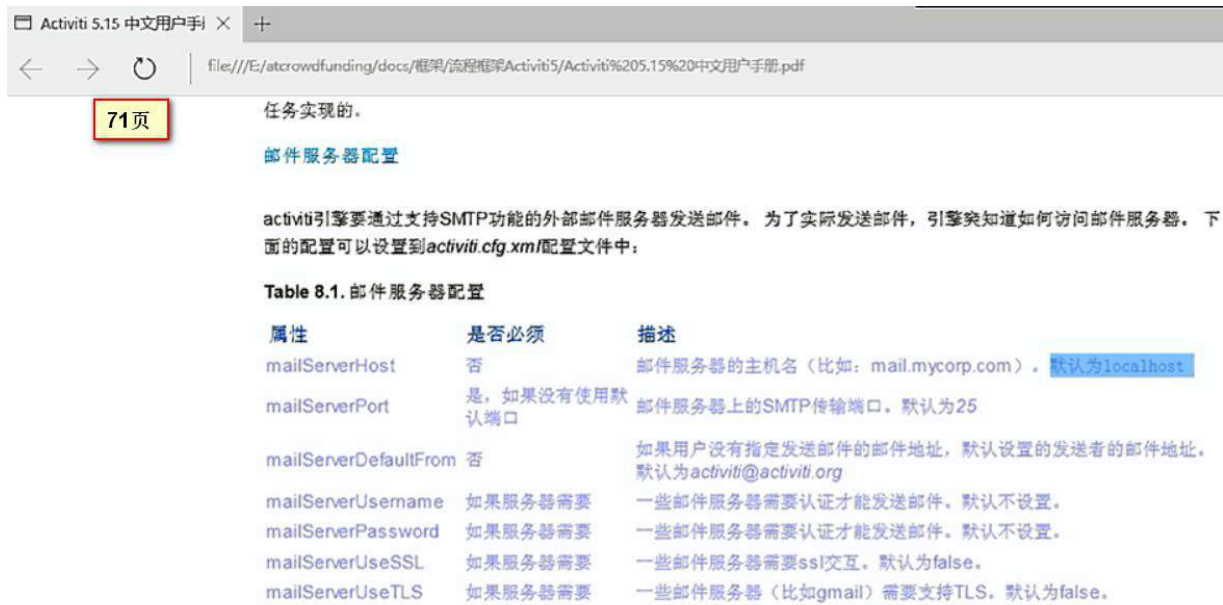 Activiti 5.15 中文用户手
file:///E:/atcrowdfunding/docs/框架/流程框架Activiti5/Activiti%205.15%20中文用户手册.pdf
71页
任务实现的。
邮件服务器配置
activiti引擎要通过支持SMTP功能的外部邮件服务器发送邮件。 为了实际发送邮件，引擎突知道如何访问邮件服务器。 下
面的配置可以设置到activiti.cfg.xml配置文件中：
Table 8.1. 邮件服务器配置
属性 是否必须 描述
mailServerHost 否 邮件服务器的主机名（比如：mail.mycorp.com）。默认为localhost
mailServerPort 是，如果没有使用默认端口 邮件服务器上的SMTP传输端口。默认为25
mailServerDefaultFrom 否 如果用户没有指定发送邮件的邮件地址，默认设置的发送者的邮件地址。
默认为activiti@activiti.org
mailServerUsername 如果服务器需要 一些邮件服务器需要认证才能发送邮件。默认不设置。
mailServerPassword 如果服务器需要 一些邮件服务器需要认证才能发送邮件。默认不设置。
mailServerUseSSL 如果服务器需要 一些邮件服务器需要ssl交互。默认为false。
mailServerUseTLS 如果服务器需要 一些邮件服务器（比如gmail）需要支持TLS。默认为false。